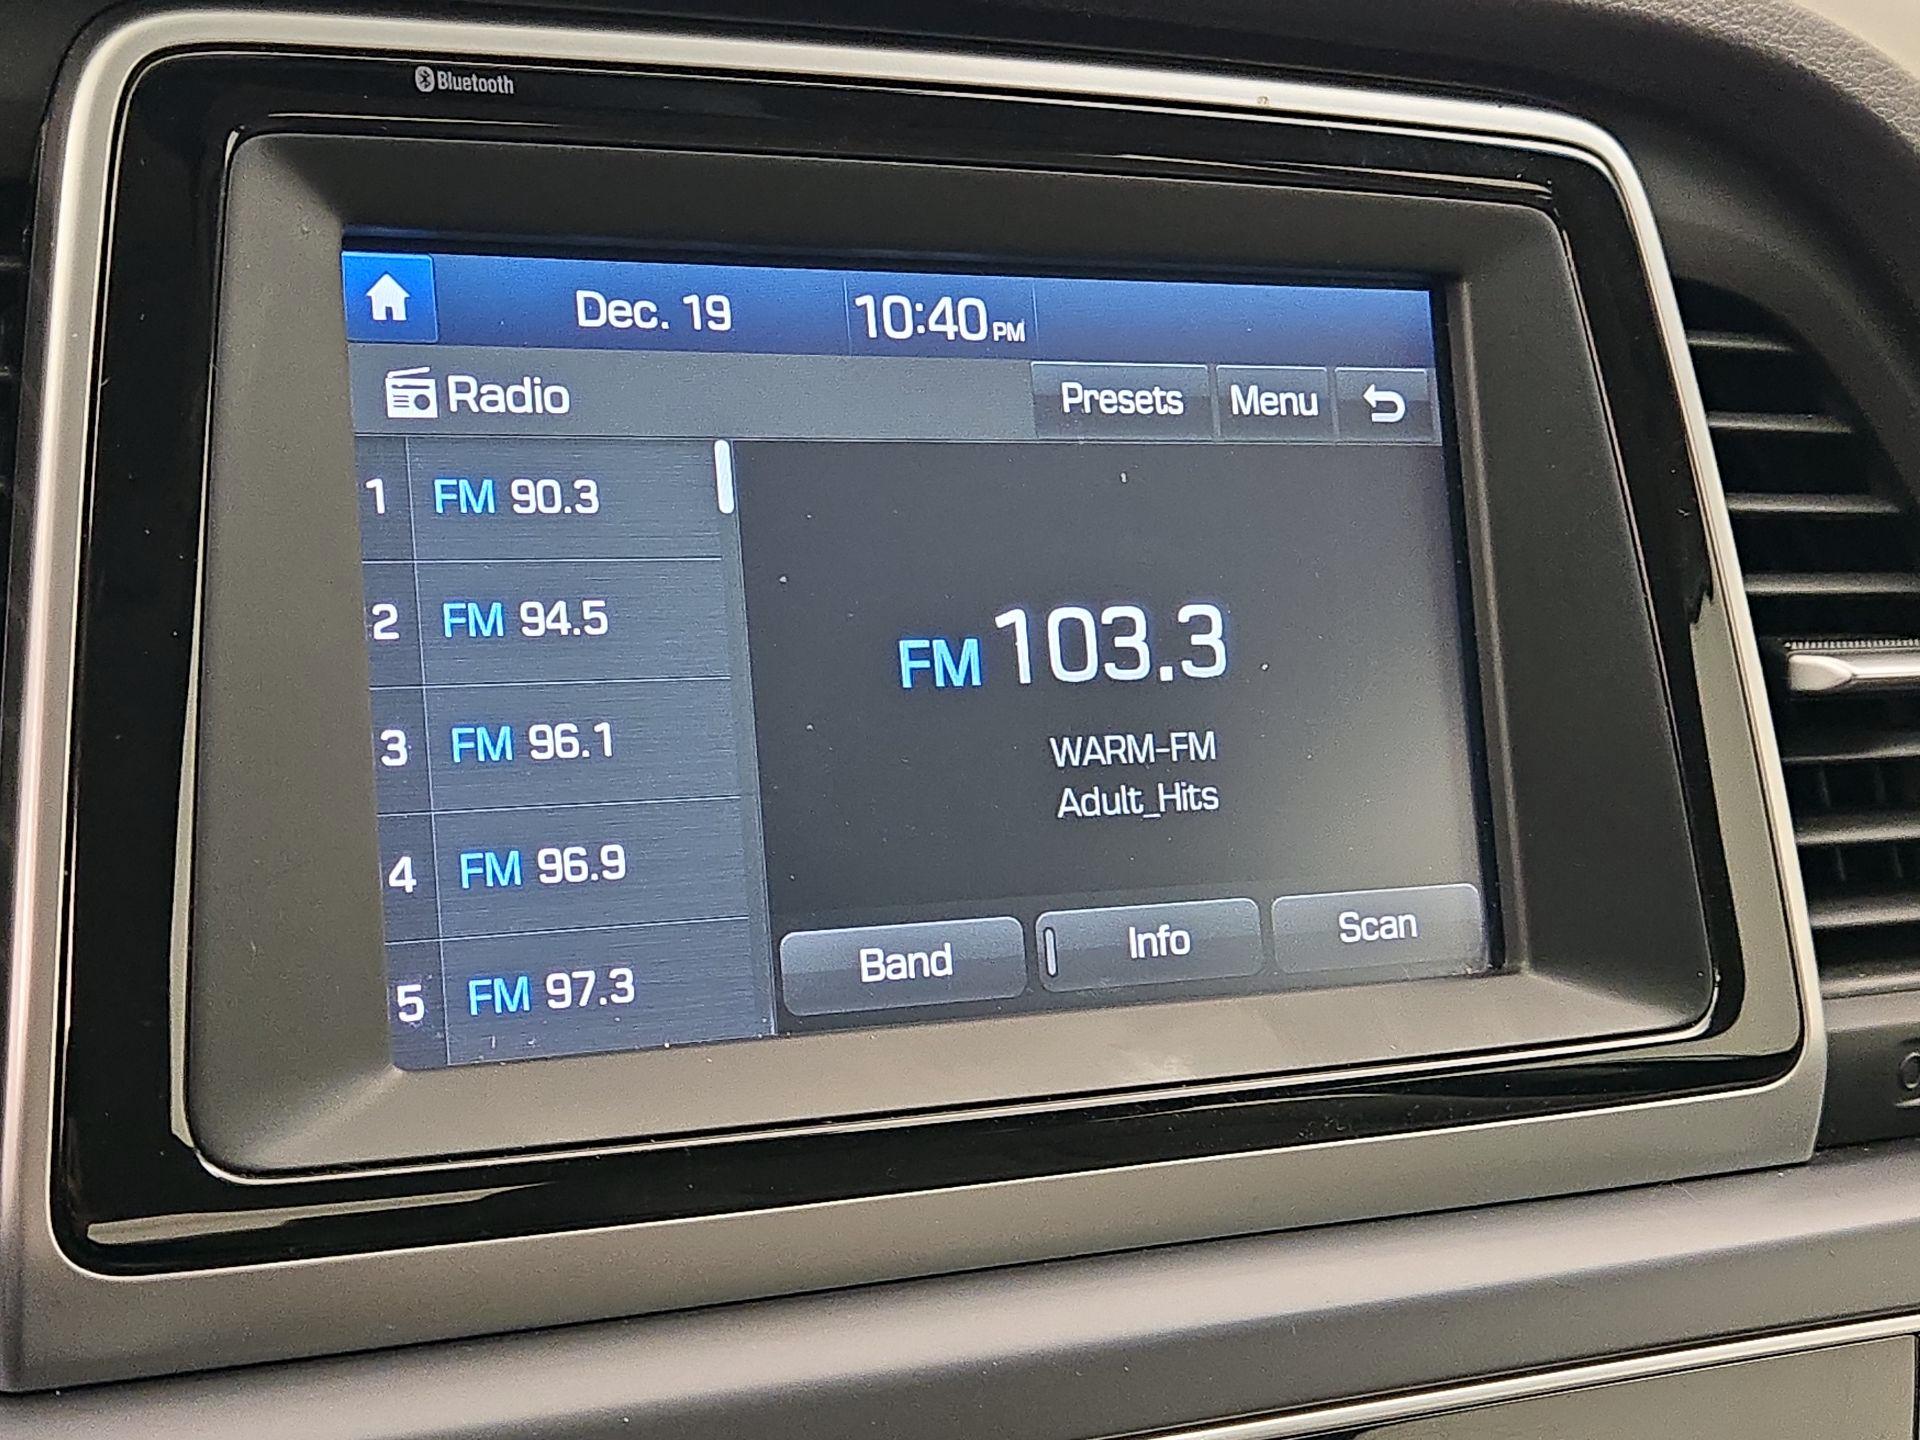 Bluetooth
Dec. 19 10:40 PM
Radio Presets Menu
1 FM 90.3
2 FM 94.5
3 FM 96.1
4 FM 96.9
5 FM 97.3
FM 103.3
WARM-FM
Adult_Hits
Band Info Scan